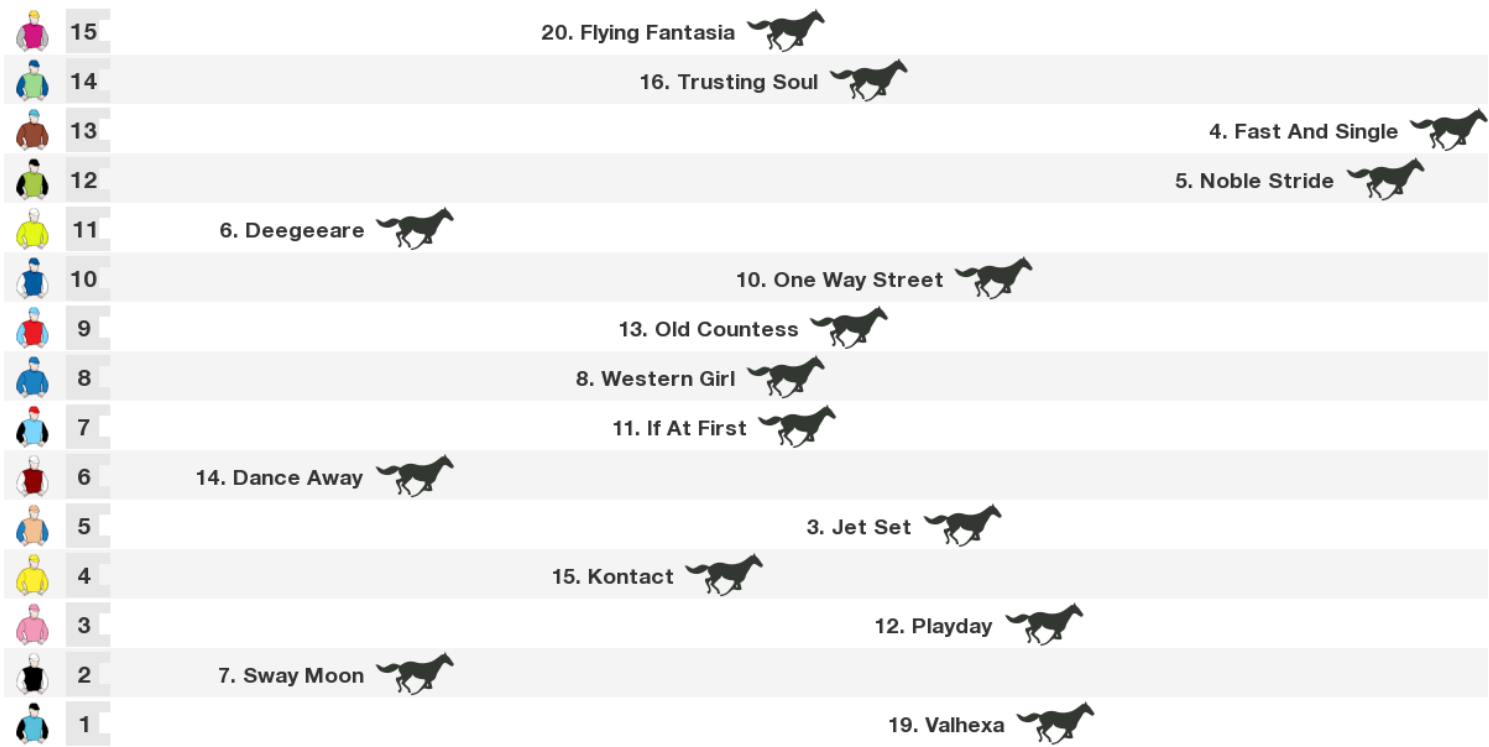 15 20. Flying Fantasia
14 16. Trusting Soul
13 4. Fast And Single
12 5. Noble Stride
11 6. Deegeeare
10 10. One Way Street
9 13. Old Countess
8 8. Western Girl
7 11. If At First
6 14. Dance Away
5 3. Jet Set
4 15. Kontact
3 12. Playday
2 7. Sway Moon
1 19. Valhexa